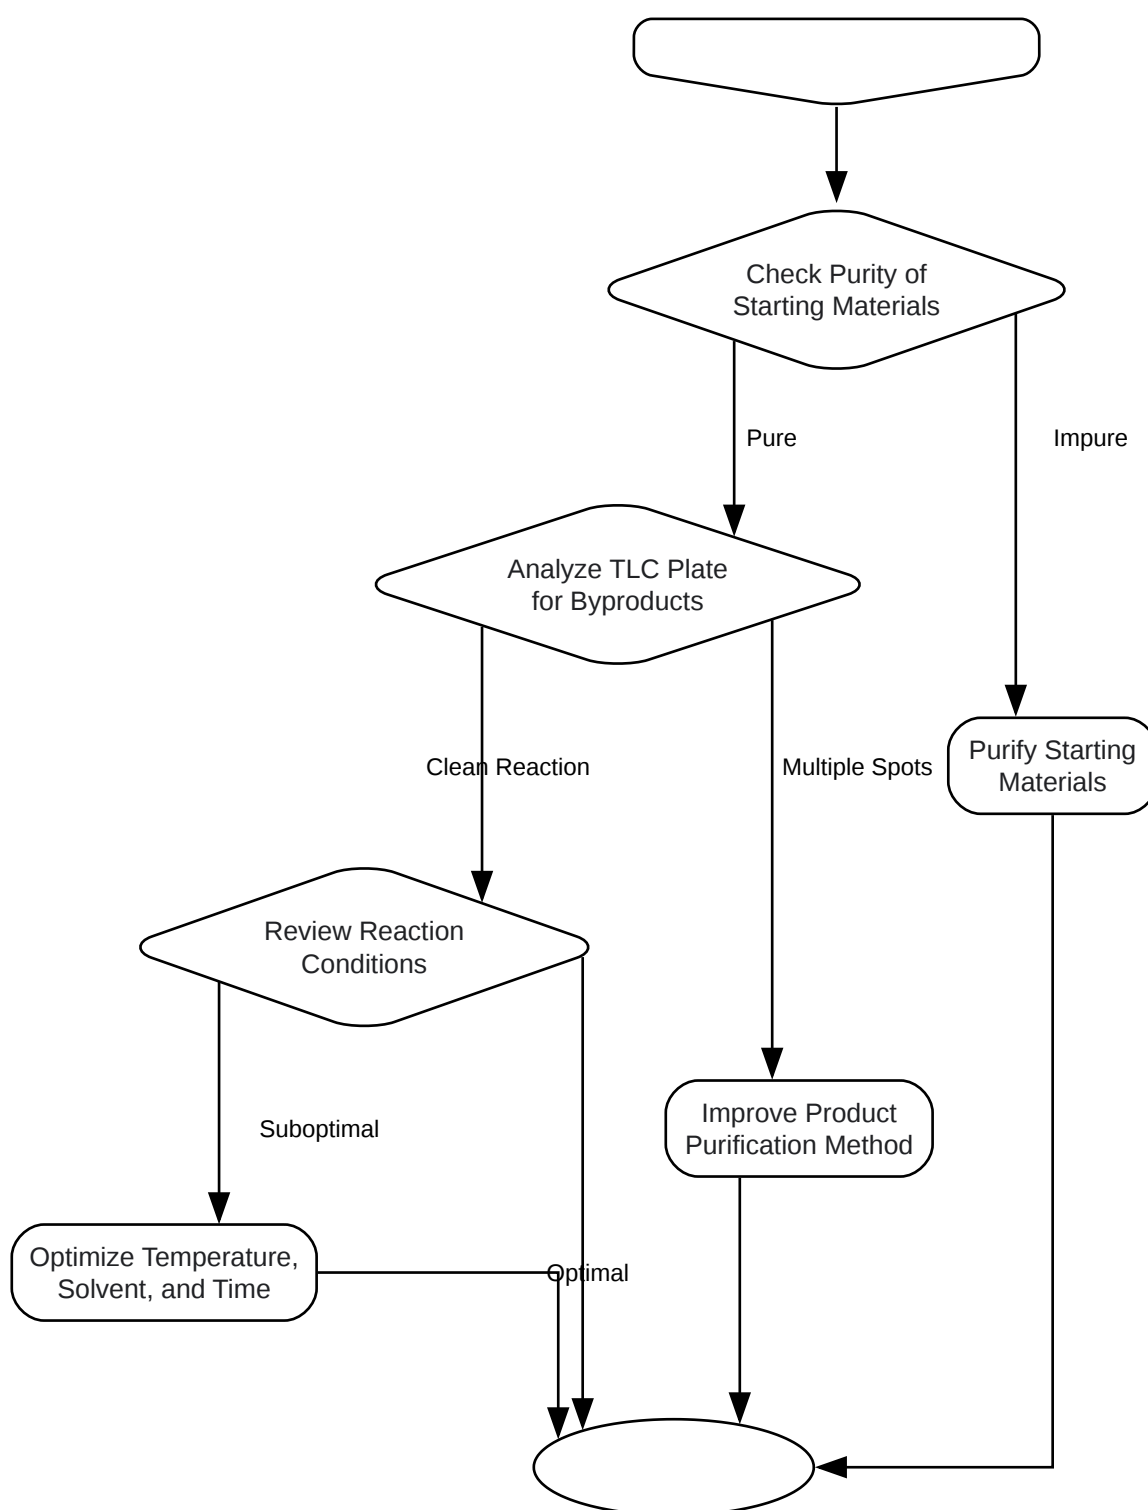 Check Purity of
Starting Materials
Pure
Impure
Analyze TLC Plate
for Byproducts
Clean Reaction
Multiple Spots
Purify Starting
Materials
Review Reaction
Conditions
Improve Product
Purification Method
Suboptimal
Optimize Temperature,
Solvent, and Time
Optimal